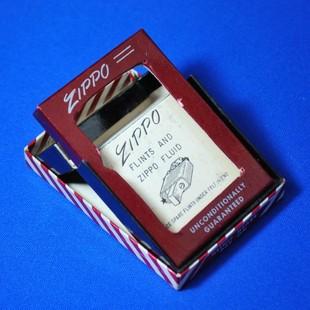 ZIPPO
ZIPPO
FLINTS AND
ZIPPO FLUID
UNCONDITIONALLY
GUARANTEED